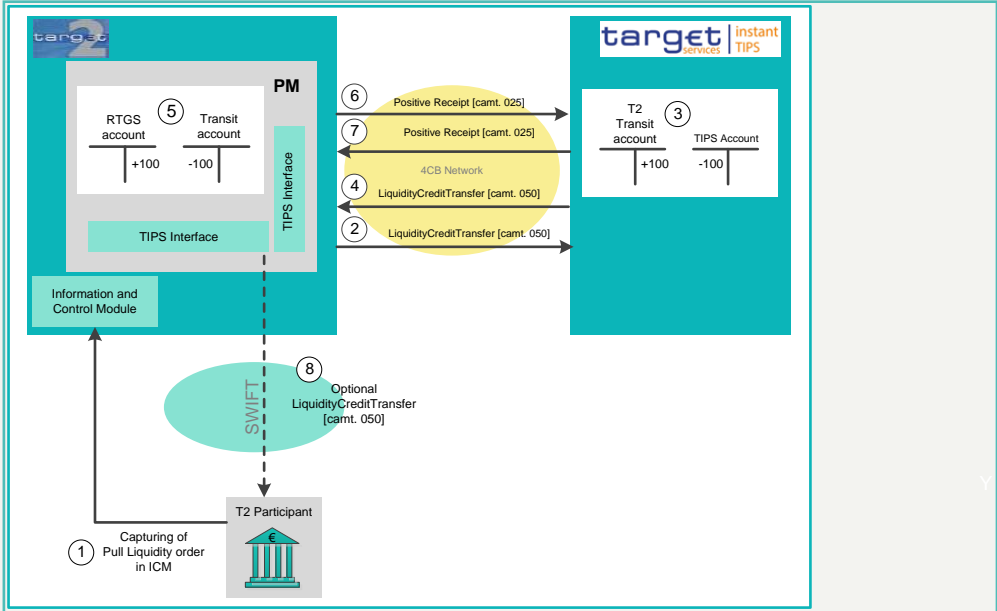 target
2
target
services
instant
TIPS
PM
5
RTGS
account
Transit
account
+100
-100
TIPS Interface
TIPS Interface
Information and
Control Module
6
Positive Receipt [camt. 025]
7
Positive Receipt [camt. 025]
4CB Network
4
LiquidityCreditTransfer [camt. 050]
2
LiquidityCreditTransfer [camt. 050]
T2
Transit
account
3
TIPS Account
+100
-100
8
SWIFT
Optional
LiquidityCreditTransfer
[camt. 050]
T2 Participant
€
1
Capturing of
Pull Liquidity order
in ICM
Y